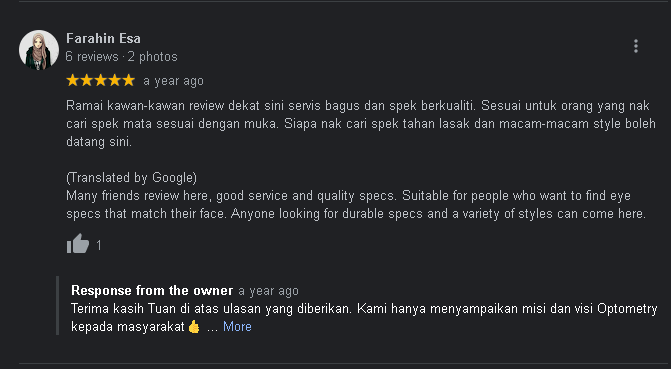 Farahin Esa
6 reviews · 2 photos
a year ago
Ramai kawan-kawan review dekat sini servis bagus dan spek berkualiti. Sesuai untuk orang yang nak
cari spek mata sesuai dengan muka. Siapa nak cari spek tahan lasak dan macam-macam style boleh
datang sini.
(Translated by Google)
Many friends review here, good service and quality specs. Suitable for people who want to find eye
specs that match their face. Anyone looking for durable specs and a variety of styles can come here.
1
Response from the owner a year ago
Terima kasih Tuan di atas ulasan yang diberikan. Kami hanya menyampaikan misi dan visi Optometry
kepada masyarakat👍 ... More